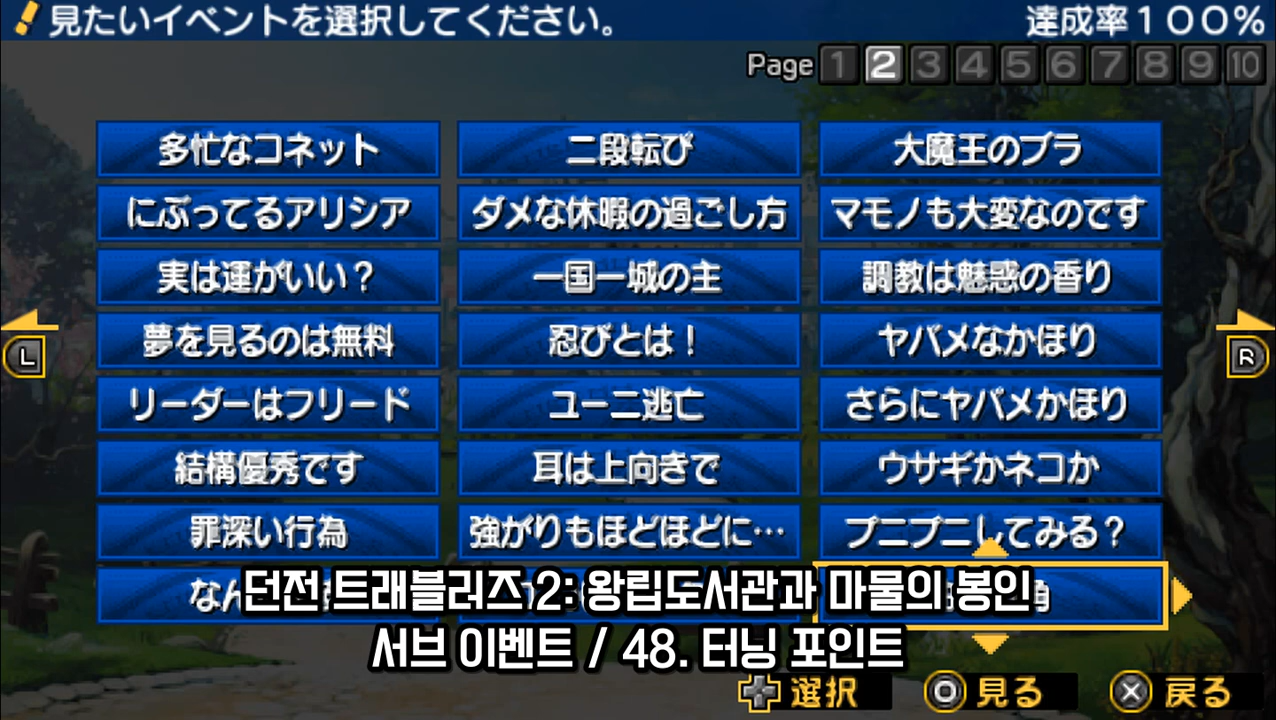 見たいイベントを選択してください。 達成率１００％
Page 1 2 3 4 5 6 7 8 9 10
多忙なコネット 二段転び 大魔王のブラ
にぶってるアリシア ダメな休暇の過ごし方 マモノも大変なのです
実は運がいい？ 一国一城の主 調教は魅惑の香り
夢を見るのは無料 忍びとは！ ヤバメなかほり
リーダーはフリード ユーニ逃亡 さらにヤバメかほり
結構優秀です 耳は上向きで ウサギかネコか
罪深い行為 強がりもほどほどに… プニプニしてみる？
던전 트래블러즈 2: 왕립도서관과 마물의 봉인
서브 이벤트 / 48. 터닝 포인트
L R
選択 見る 戻る